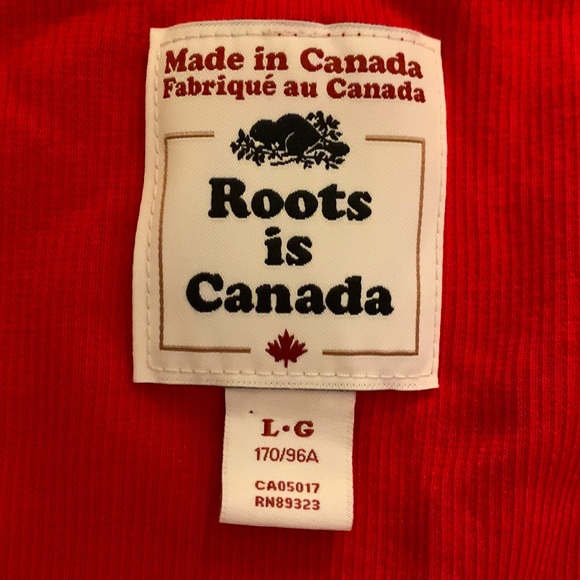 Made in Canada
Fabriqué au Canada
Roots
is
Canada
L•G
170/96A
CA05017
RN89323